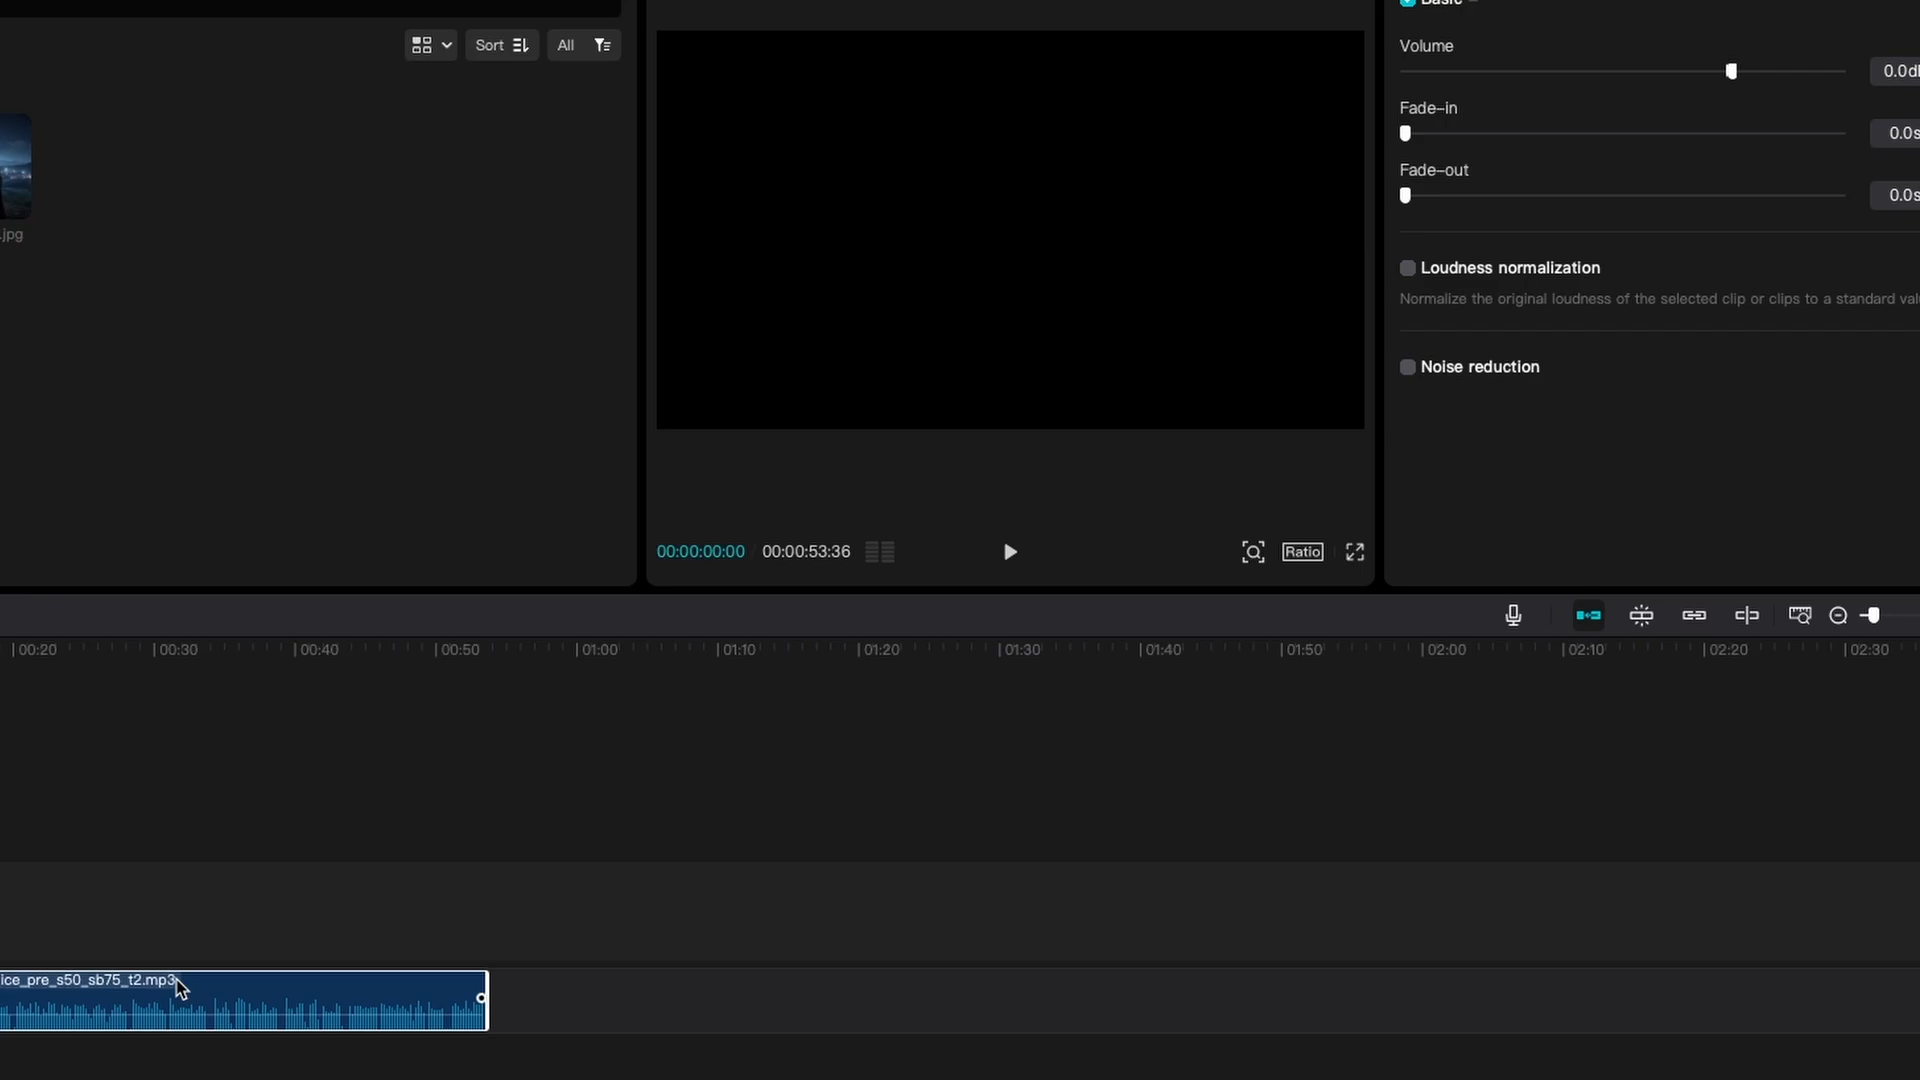 Basic
Sort
All
Volume
0.0d
Fade-in
0.0s
Fade-out
0.0s
.jpg
Loudness normalization
Normalize the original loudness of the selected clip or clips to a standard val
Noise reduction
00:00:00:00 00:00:53:36
Ratio
00:20 00:30 00:40 00:50 01:00 01:10 01:20 01:30 01:40 01:50 02:00 02:10 02:20 02:30
ice_pre_s50_sb75_t2.mp3